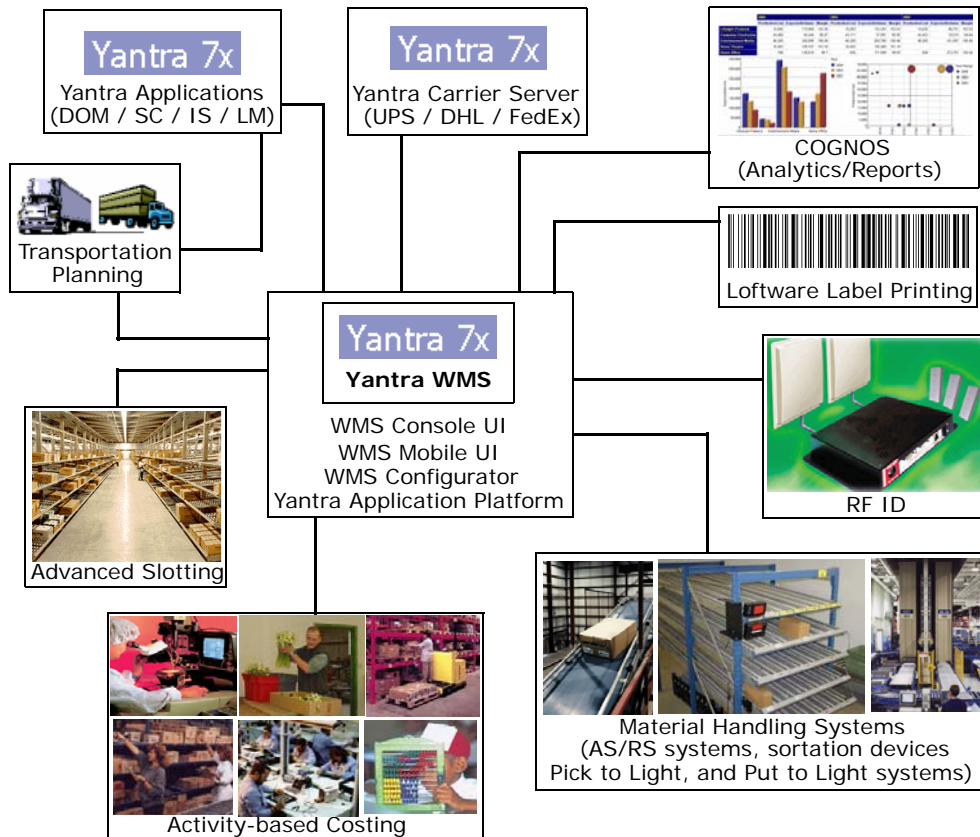 Yantra 7x
Yantra Applications
(DOM / SC / IS / LM)
Yantra 7x
Yantra Carrier Server
(UPS / DHL / FedEx)
COGNOS
(Analytics/Reports)
Transportation
Planning
Loftware Label Printing
Yantra 7x
Yantra WMS
WMS Console UI
WMS Mobile UI
WMS Configurator
Yantra Application Platform
RF ID
Advanced Slotting
Material Handling Systems
(AS/RS systems, sortation devices
Pick to Light, and Put to Light systems)
Activity-based Costing